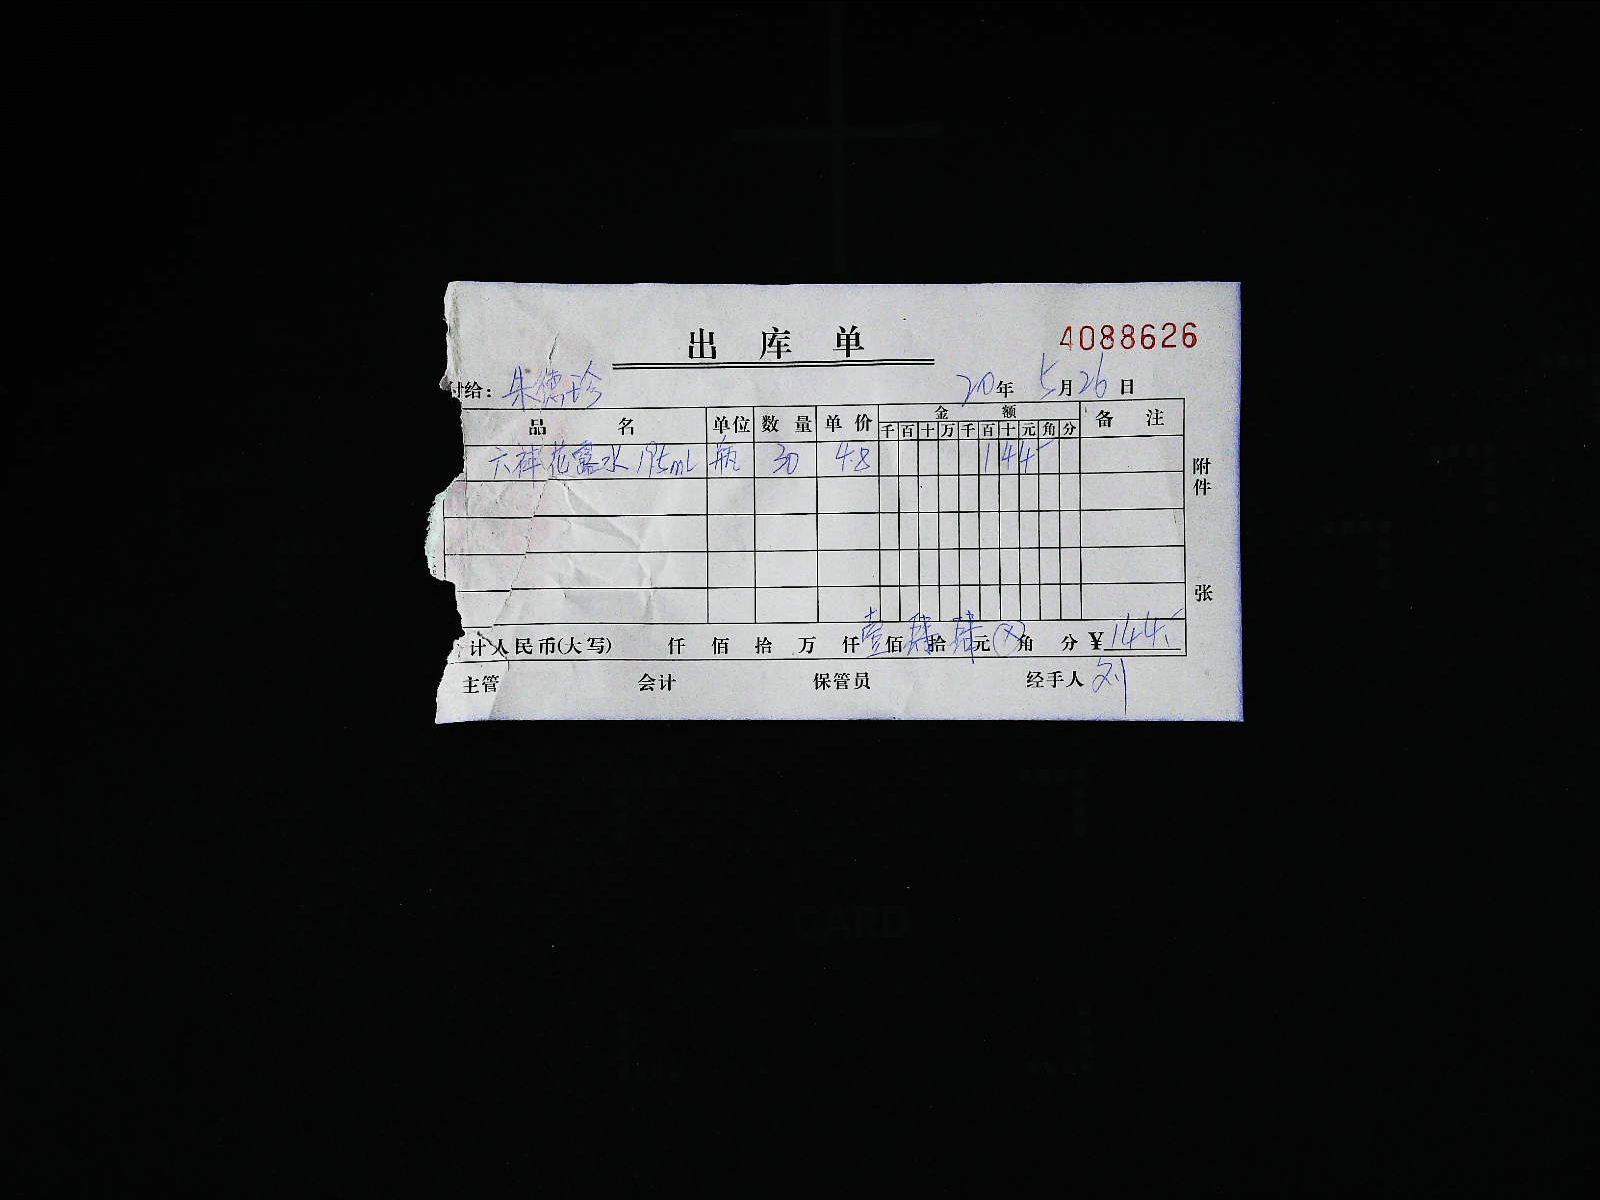 出库单
4088626
付给：朱德珍 20年5月26日
品名 单位 数量 单价 金额 备注
千百十万千百十元角分
六神花露水195mL 瓶 30 4.8 144
附件
张
计人民币(大写) 仟 佰 拾 万 仟壹佰肆拾肆元⊗角 分 ¥144.
主管 会计 保管员 经手人 刘
CARD